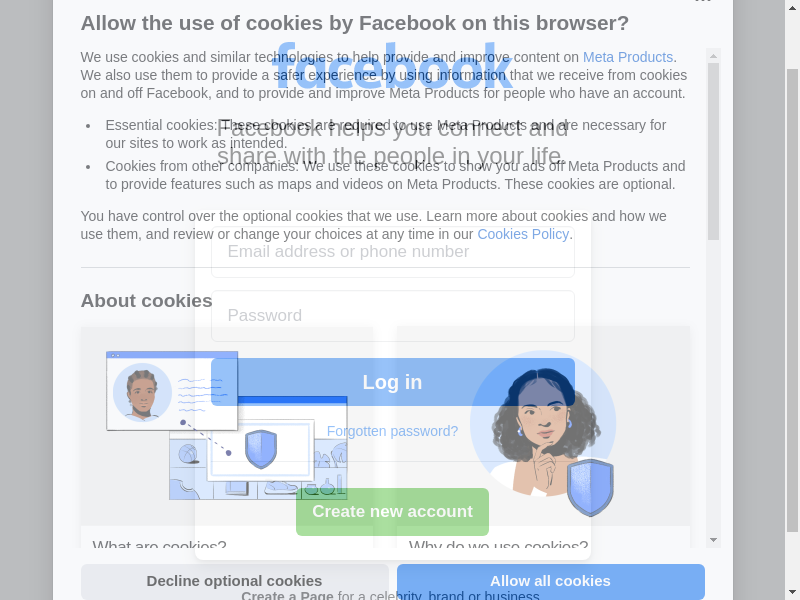 Allow the use of cookies by Facebook on this browser?
We use cookies and similar technologies to help provide and improve content on Meta Products.
We also use them to provide a safer experience by using information that we receive from cookies
on and off Facebook, and to provide and improve Meta Products for people who have an account.
facebook
Essential cookies: These cookies are required to use Meta Products and are necessary for
our sites to work as intended.
Facebook helps you connect and
share with the people in your life.
Cookies from other companies: We use these cookies to show you ads off Meta Products and
to provide features such as maps and videos on Meta Products. These cookies are optional.
You have control over the optional cookies that we use. Learn more about cookies and how we
use them, and review or change your choices at any time in our Cookies Policy.
Email address or phone number
About cookies
Password
Log in
Forgotten password?
Create new account
What are cookies?
Why do we use cookies?
Decline optional cookies
Allow all cookies
Create a Page for a celebrity, brand or business.